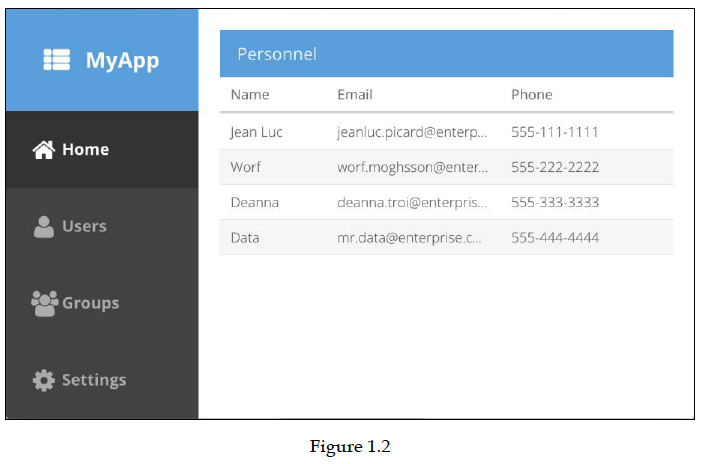 MyApp
Personnel
Name Email Phone
Jean Luc jeanluc.picard@enterp... 555-111-1111
Worf worf.moghsson@enter... 555-222-2222
Deanna deanna.troi@enterpris... 555-333-3333
Data mr.data@enterprise.c... 555-444-4444
Home
Users
Groups
Settings
Figure 1.2